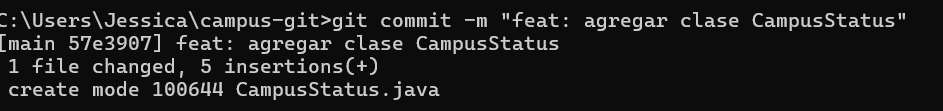 C:\Users\Jessica\campus-git>git commit -m "feat: agregar clase CampusStatus"
[main 57e3907] feat: agregar clase CampusStatus
1 file changed, 5 insertions(+)
create mode 100644 CampusStatus.java